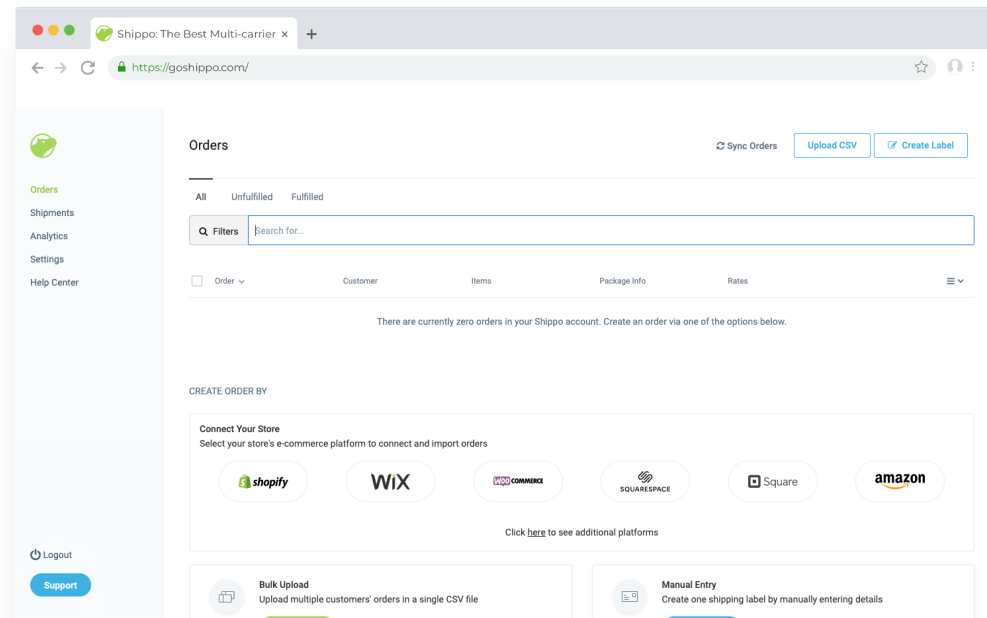 Shippo: The Best Multi-carrier
https://goshippo.com/
Orders
Sync Orders
Upload CSV
Create Label
Orders
Shipments
Analytics
Settings
Help Center
All Unfulfilled Fulfilled
Filters Search for...
Order Customer Items Package Info Rates
There are currently zero orders in your Shippo account. Create an order via one of the options below.
CREATE ORDER BY
Connect Your Store
Select your store's e-commerce platform to connect and import orders
shopify WiX WOO COMMERCE SQUARESPACE Square amazon
Click here to see additional platforms
Logout
Support
Bulk Upload
Upload multiple customers' orders in a single CSV file
Manual Entry
Create one shipping label by manually entering details